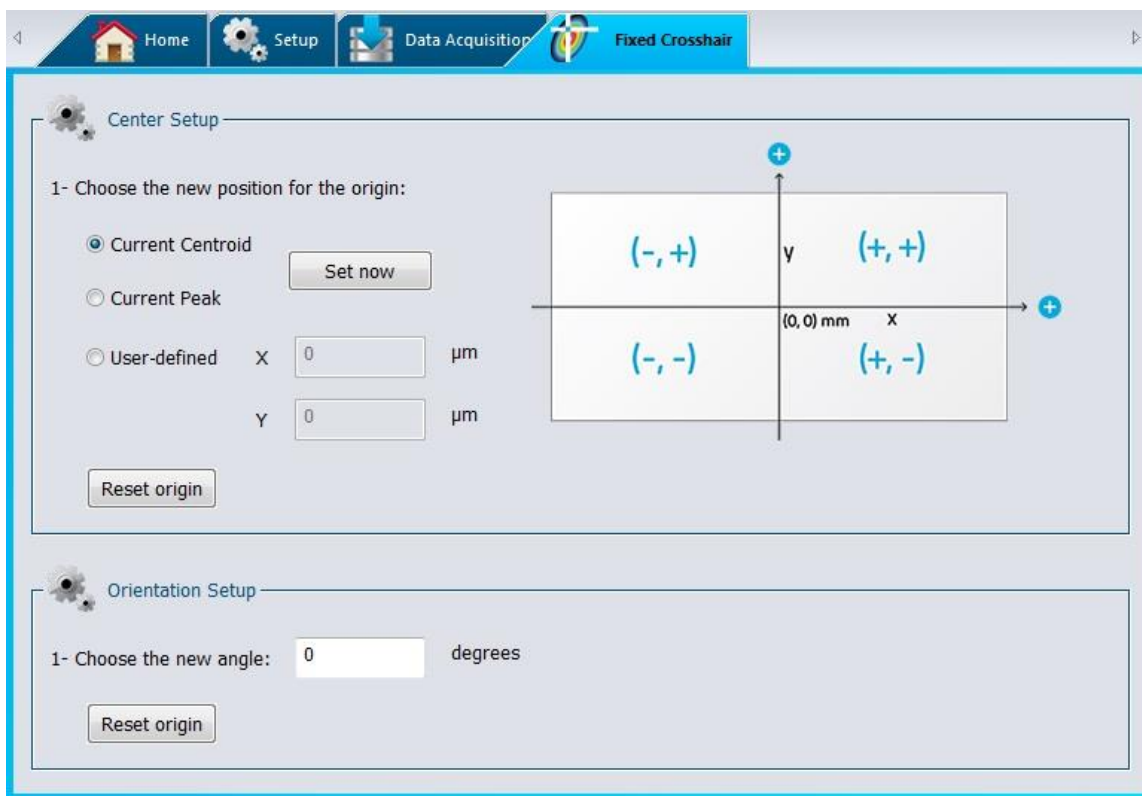 Home
Setup
Data Acquisition
Fixed Crosshair
Center Setup
1- Choose the new position for the origin:
Current Centroid
Set now
Current Peak
User-defined X 0 µm
Y 0 µm
Reset origin
(-, +) y (+, +)
(0, 0) mm x
(-, -) (+, -)
Orientation Setup
1- Choose the new angle: 0 degrees
Reset origin